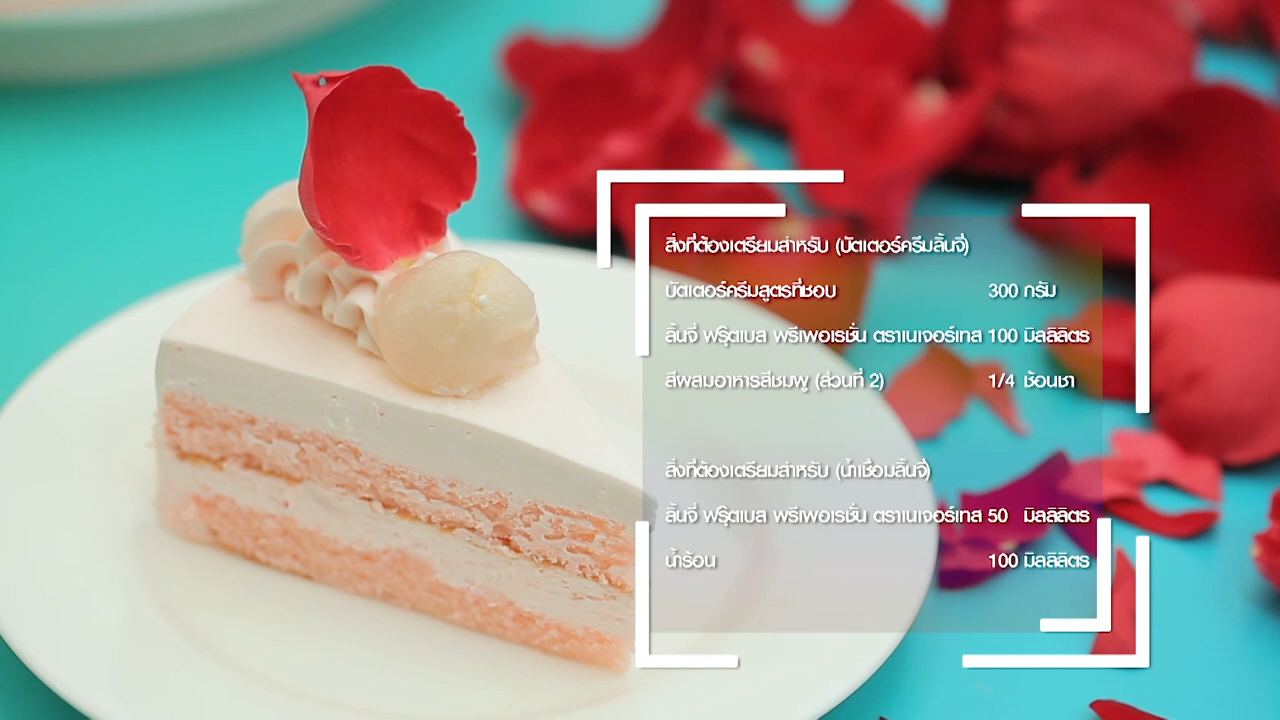 สิ่งที่ต้องเตรียมสำหรับ (บัตเตอร์ครีมลิ้นจี่)
บัตเตอร์ครีมสูตรที่ชอบ 300 กรัม
ลิ้นจี่ ฟรุ๊ตเบส พรีเพอเรชั่น ตราเนเจอร์เทส 100 มิลลิลิตร
สีผสมอาหารสีชมพู (ส่วนที่ 2) 1/4 ช้อนชา
สิ่งที่ต้องเตรียมสำหรับ (น้ำเชื่อมลิ้นจี่)
ลิ้นจี่ ฟรุ๊ตเบส พรีเพอเรชั่น ตราเนเจอร์เทส 50 มิลลิลิตร
น้ำร้อน 100 มิลลิลิตร